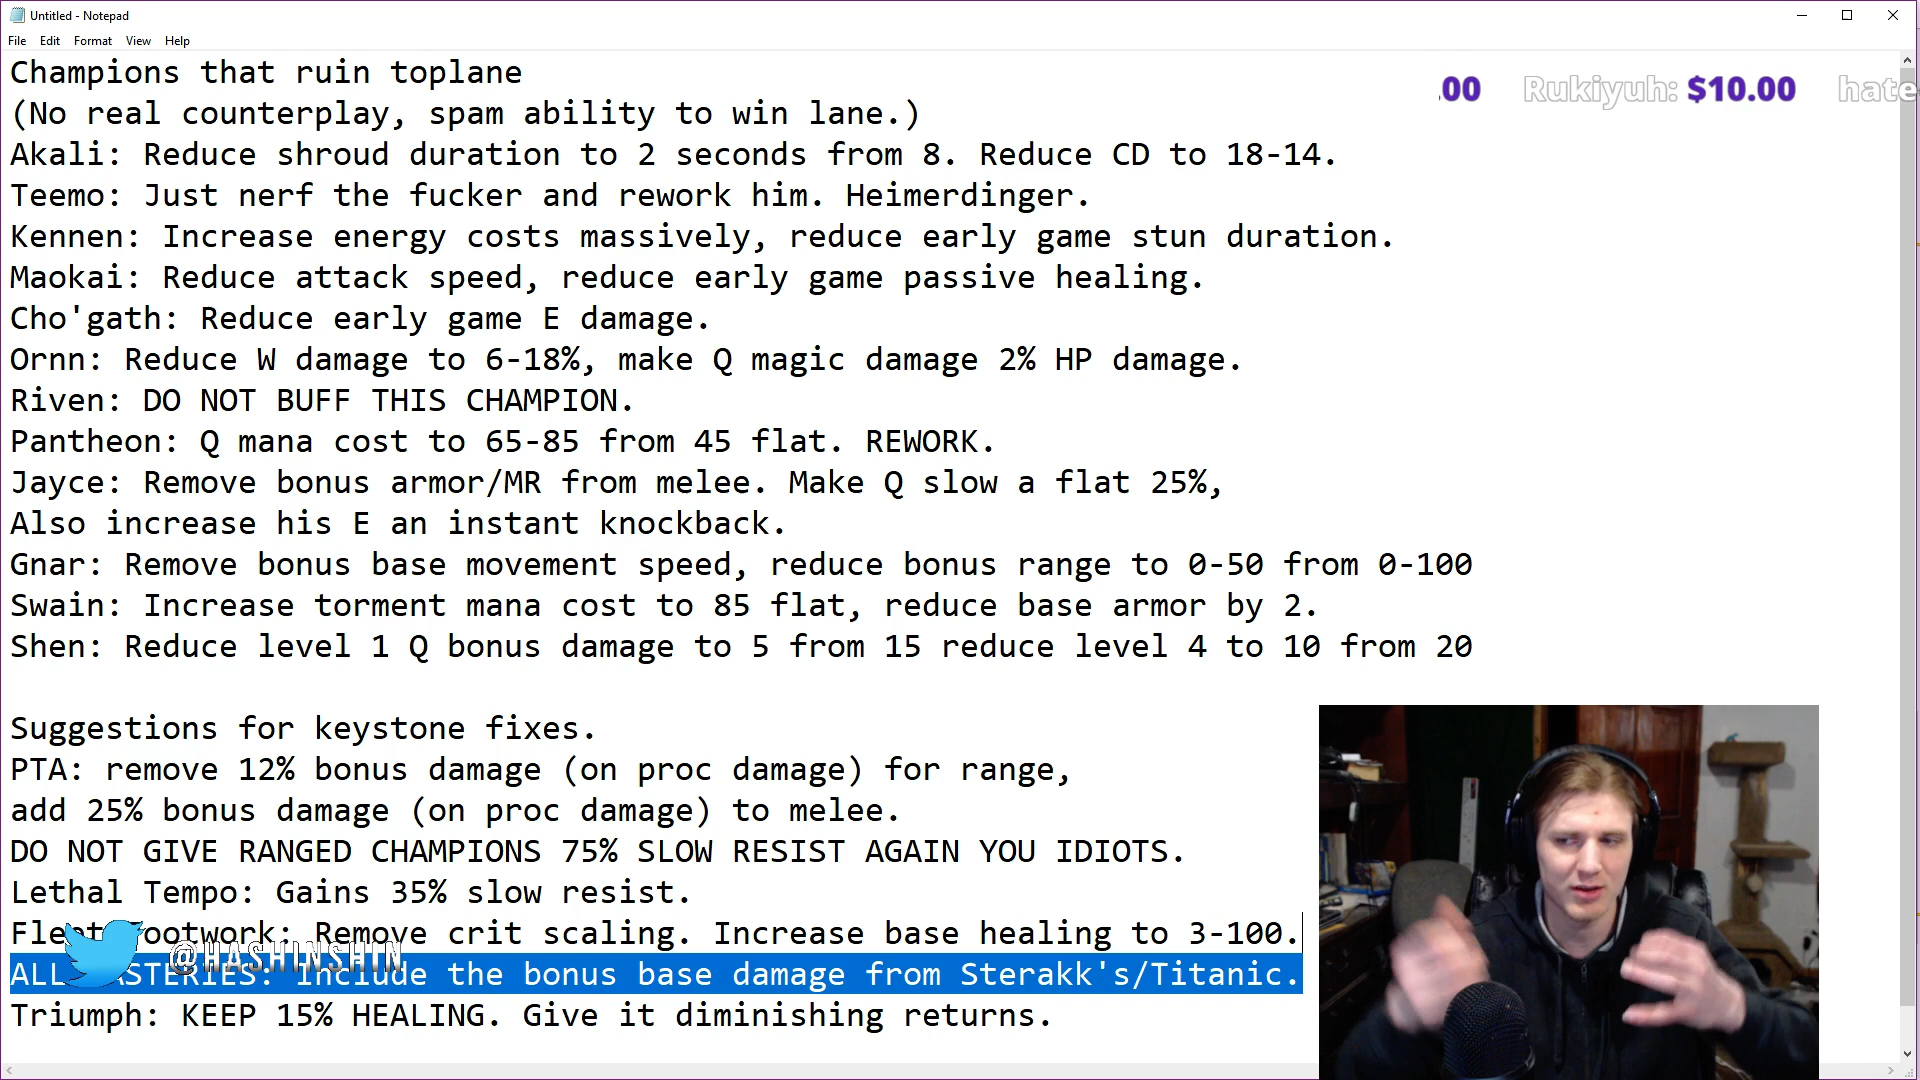 Untitled - Notepad
File Edit Format View Help
Champions that ruin toplane
(No real counterplay, spam ability to win lane.)
.00 Rukiyuh: $10.00 hate
Akali: Reduce shroud duration to 2 seconds from 8. Reduce CD to 18-14.
Teemo: Just nerf the fucker and rework him. Heimerdinger.
Kennen: Increase energy costs massively, reduce early game stun duration.
Maokai: Reduce attack speed, reduce early game passive healing.
Cho'gath: Reduce early game E damage.
Ornn: Reduce W damage to 6-18%, make Q magic damage 2% HP damage.
Riven: DO NOT BUFF THIS CHAMPION.
Pantheon: Q mana cost to 65-85 from 45 flat. REWORK.
Jayce: Remove bonus armor/MR from melee. Make Q slow a flat 25%,
Also increase his E an instant knockback.
Gnar: Remove bonus base movement speed, reduce bonus range to 0-50 from 0-100
Swain: Increase torment mana cost to 85 flat, reduce base armor by 2.
Shen: Reduce level 1 Q bonus damage to 5 from 15 reduce level 4 to 10 from 20
Suggestions for keystone fixes.
PTA: remove 12% bonus damage (on proc damage) for range,
add 25% bonus damage (on proc damage) to melee.
DO NOT GIVE RANGED CHAMPIONS 75% SLOW RESIST AGAIN YOU IDIOTS.
Lethal Tempo: Gains 35% slow resist.
Fleet Footwork: Remove crit scaling. Increase base healing to 3-100.
@HASHINSHIN
ALL MASTERIES: Include the bonus base damage from Sterakk's/Titanic.
Triumph: KEEP 15% HEALING. Give it diminishing returns.